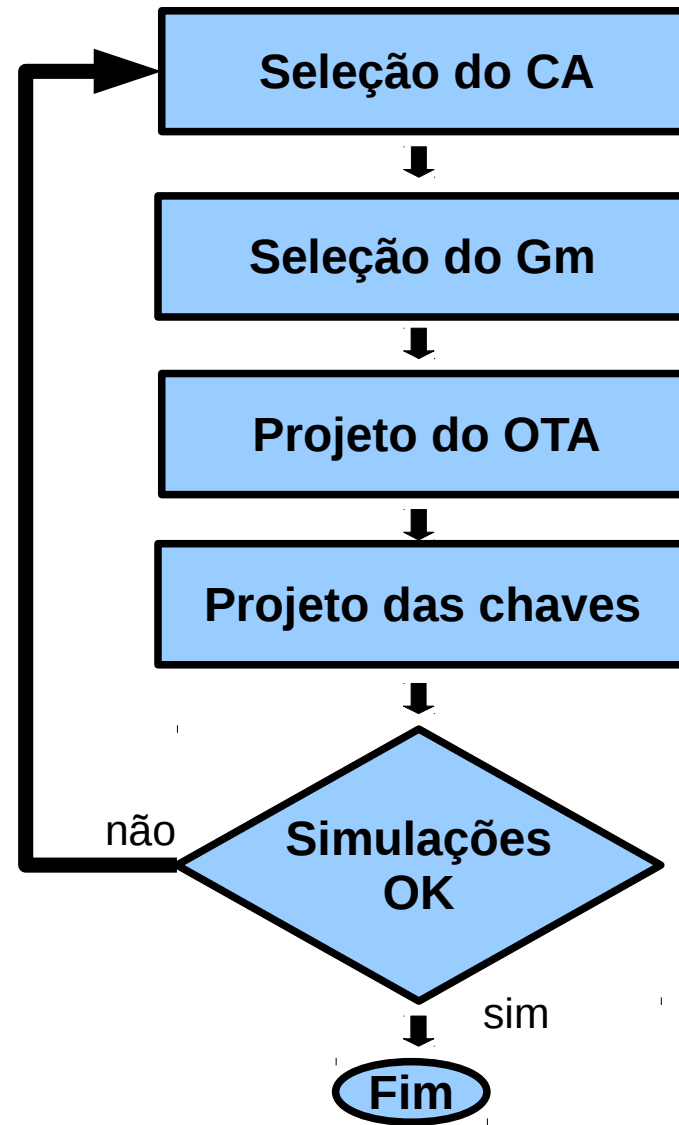 Seleção do CA
Seleção do Gm
Projeto do OTA
Projeto das chaves
não
Simulações
OK
sim
Fim